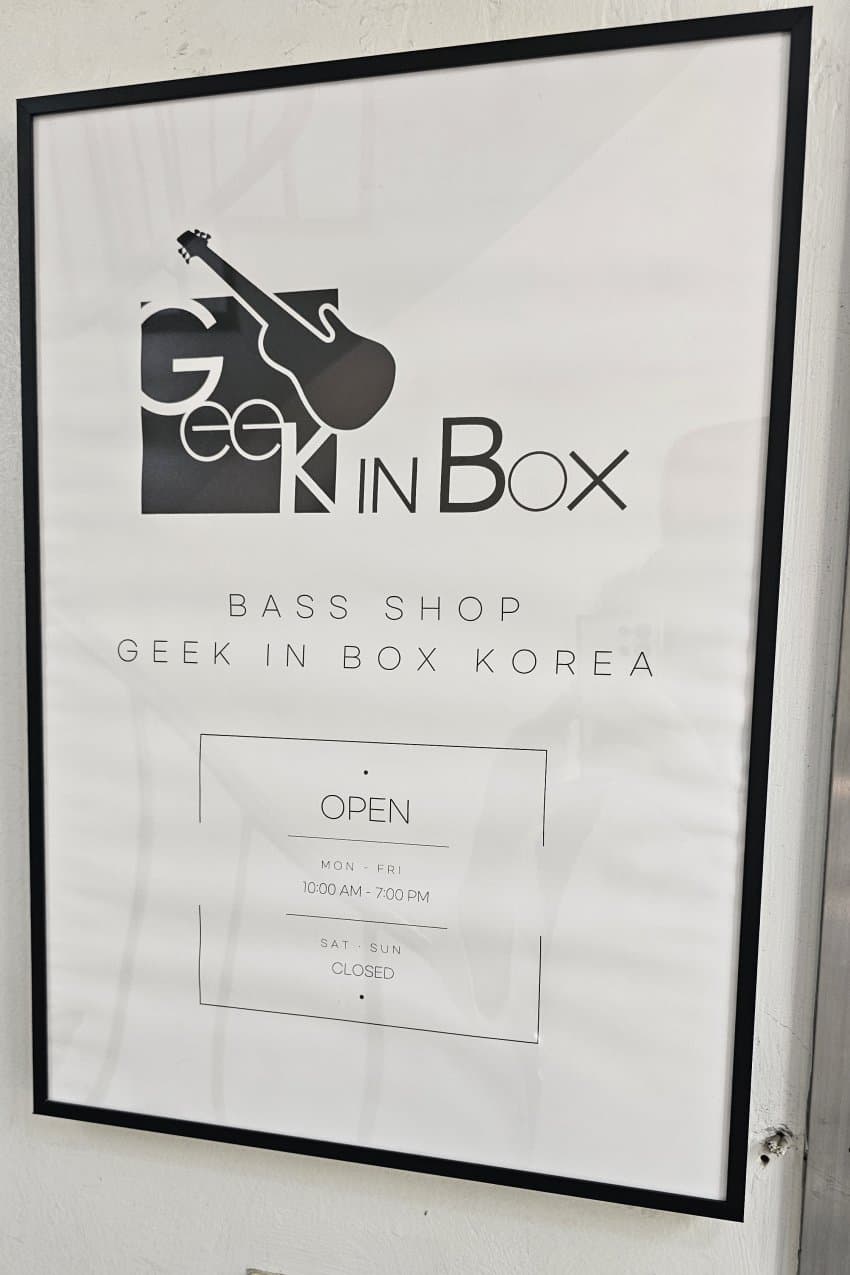 GeeK IN BOX
BASS SHOP
GEEK IN BOX KOREA
OPEN
MON - FRI
10:00 AM - 7:00 PM
SAT · SUN
CLOSED